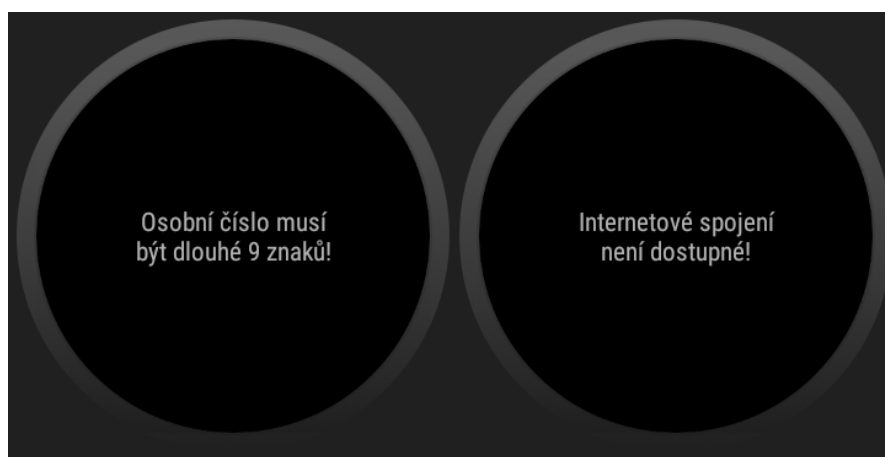 Osobní číslo musí
být dlouhé 9 znaků!
Internetové spojení
není dostupné!